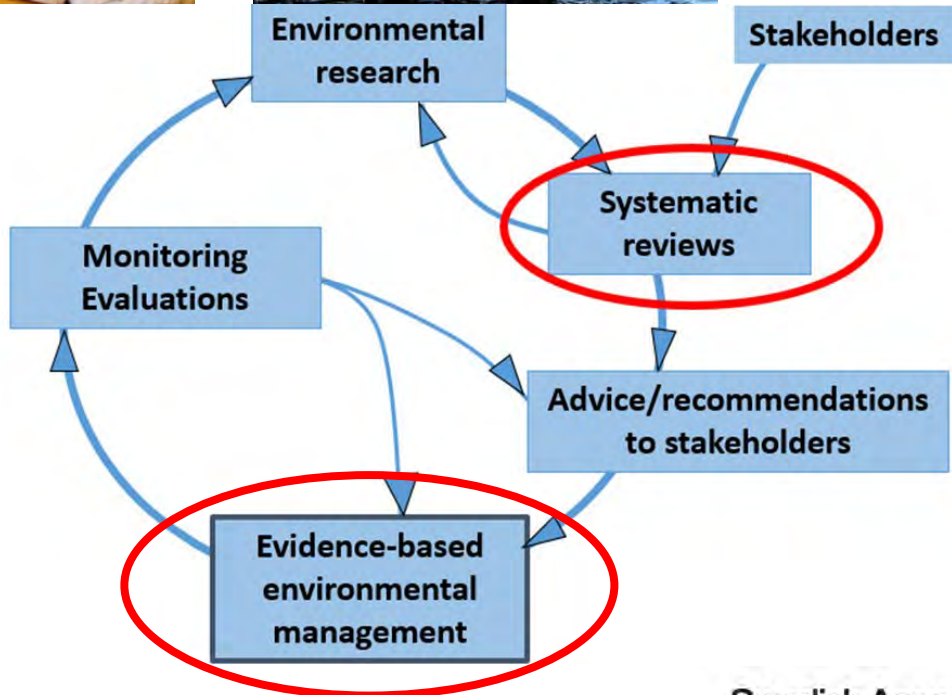 Environmental
research
Stakeholders
Systematic
reviews
Monitoring
Evaluations
Advice/recommendations
to stakeholders
Evidence-based
environmental
management